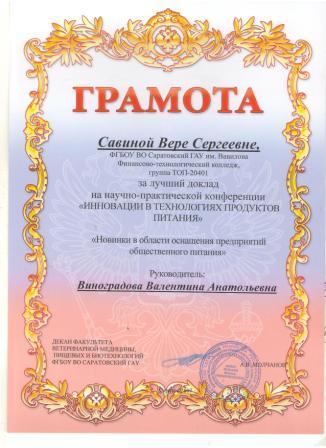 ГРАМОТА
Савиной Вере Сергеевне,
ФГБОУ ВО Саратовский ГАУ им. Вавилова
Финансово-технологический колледж,
группа ТОП-20401
за лучший доклад
на научно-практической конференции
«ИННОВАЦИИ В ТЕХНОЛОГИЯХ ПРОДУКТОВ
ПИТАНИЯ»
«Новинки в области оснащения предприятий
общественного питания»
Руководитель:
Виноградова Валентина Анатольевна
ДЕКАН ФАКУЛЬТЕТА
ВЕТЕРИНАРНОЙ МЕДИЦИНЫ,
ПИЩЕВЫХ И БИОТЕХНОЛОГИЙ
ФГБОУ ВО САРАТОВСКИЙ ГАУ
А.В. МОЛЧАНОВ